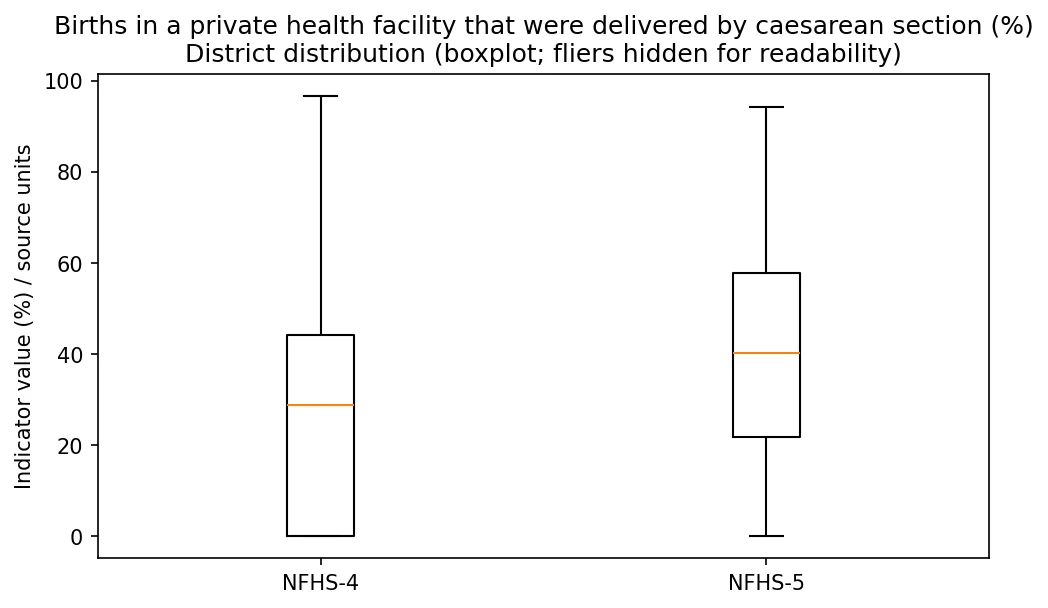 Births in a private health facility that were delivered by caesarean section (%)
District distribution (boxplot; fliers hidden for readability)
Indicator value (%) / source units
100
80
60
40
20
0
NFHS-4
NFHS-5